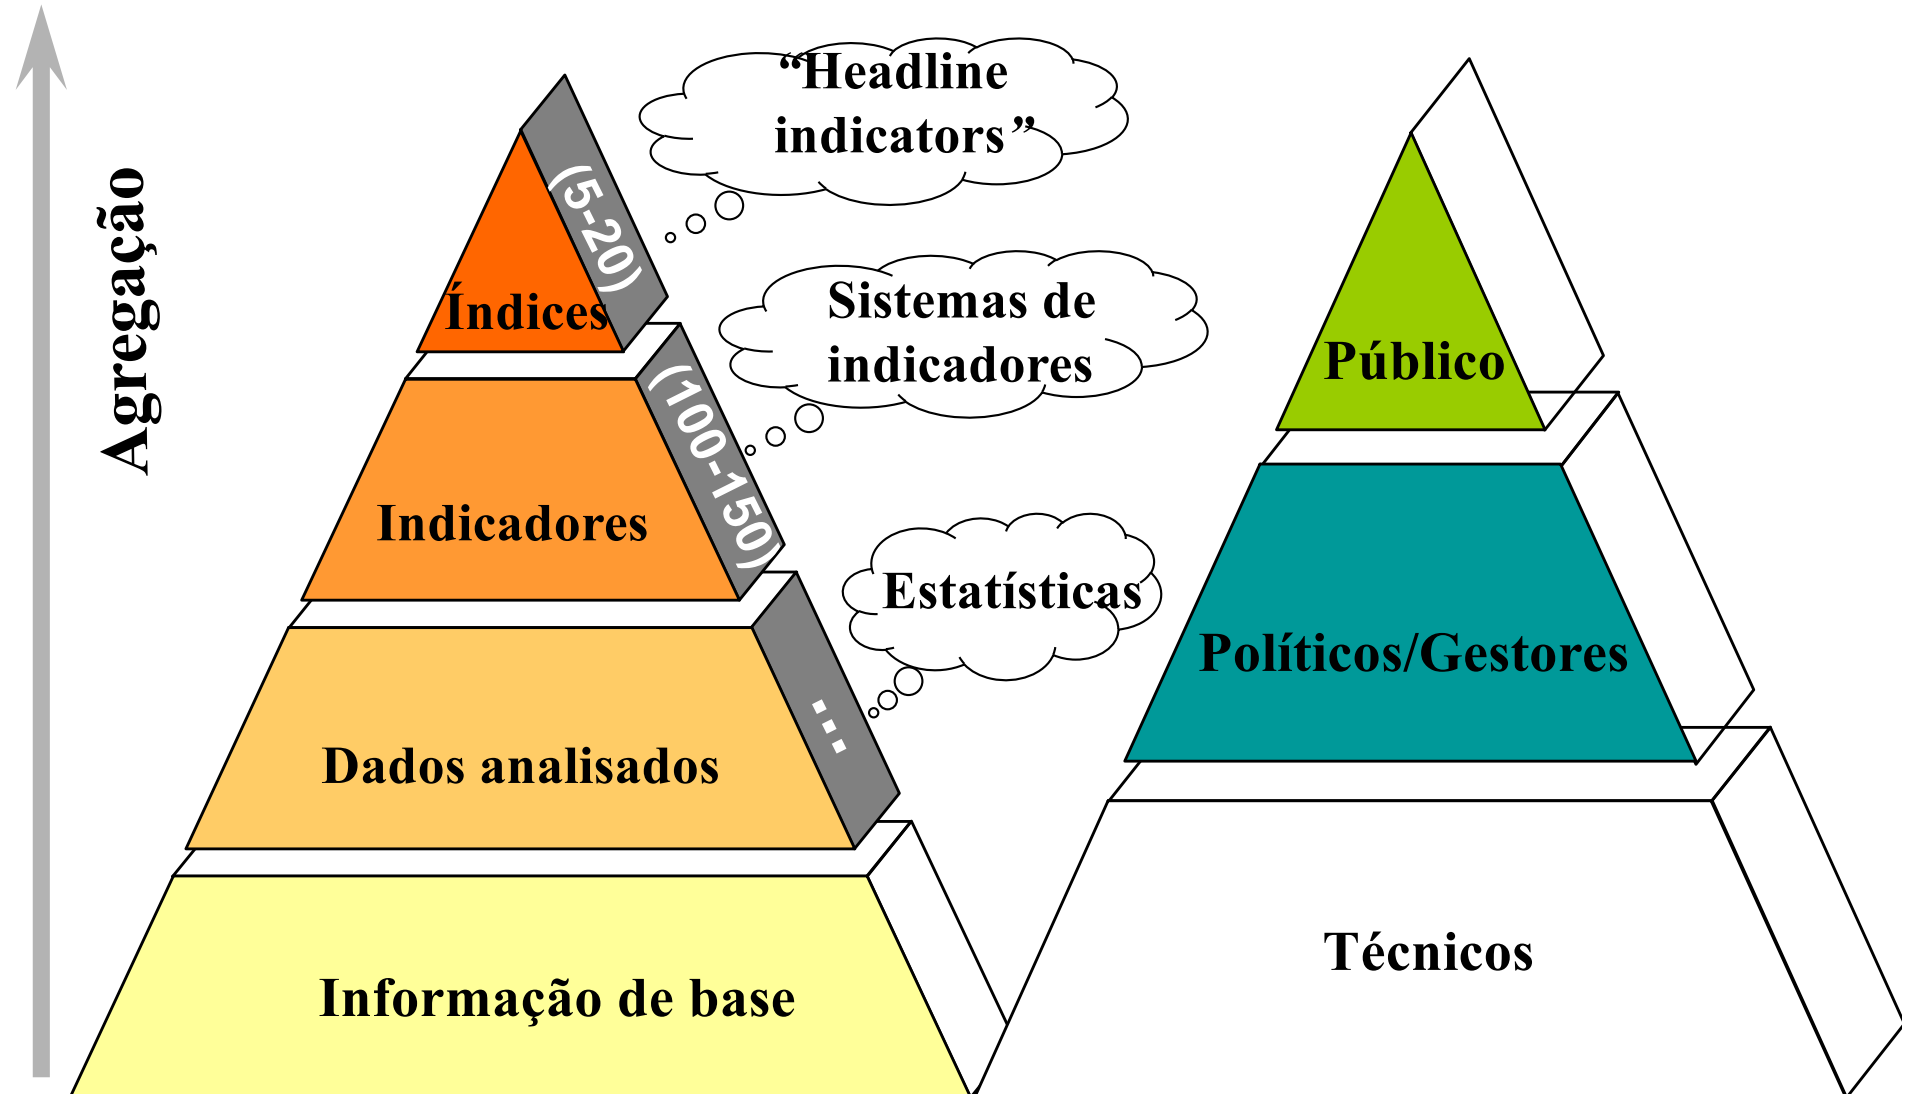 Agregação
“Headline
indicators”
(5-20)
Índices
Sistemas de
indicadores
(100-150)
Indicadores
Estatísticas
...
Dados analisados
Informação de base
Público
Políticos/Gestores
Técnicos